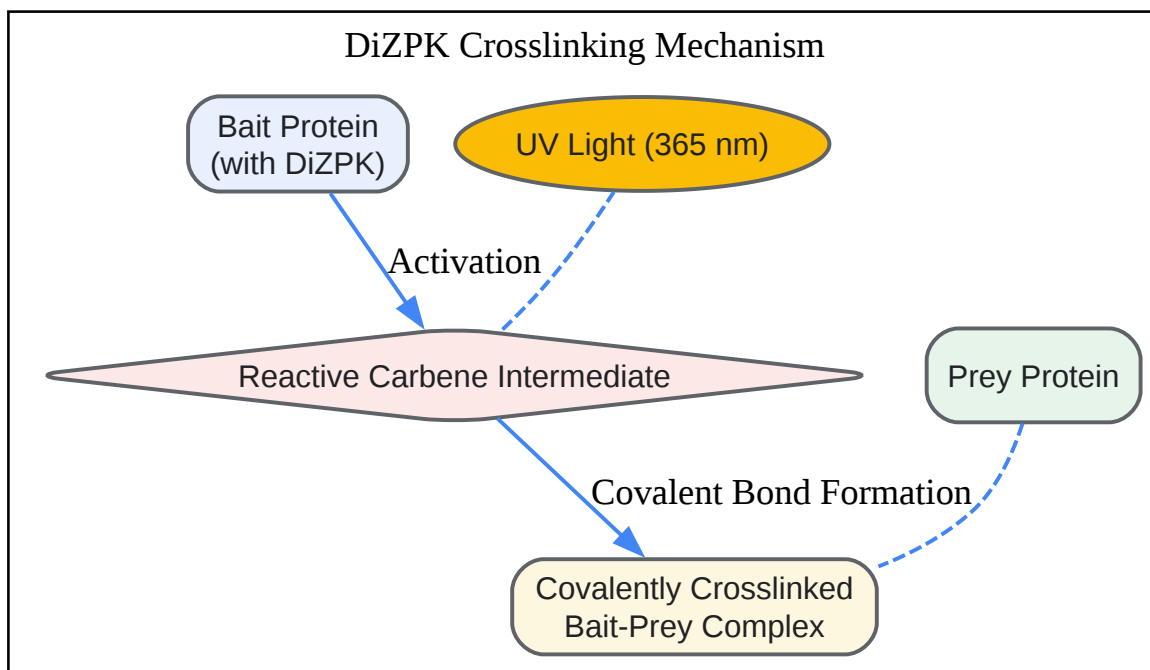 DiZPK Crosslinking Mechanism
Bait Protein
(with DiZPK)
UV Light (365 nm)
Activation
Reactive Carbene Intermediate
Prey Protein
Covalent Bond Formation
Covalently Crosslinked
Bait-Prey Complex